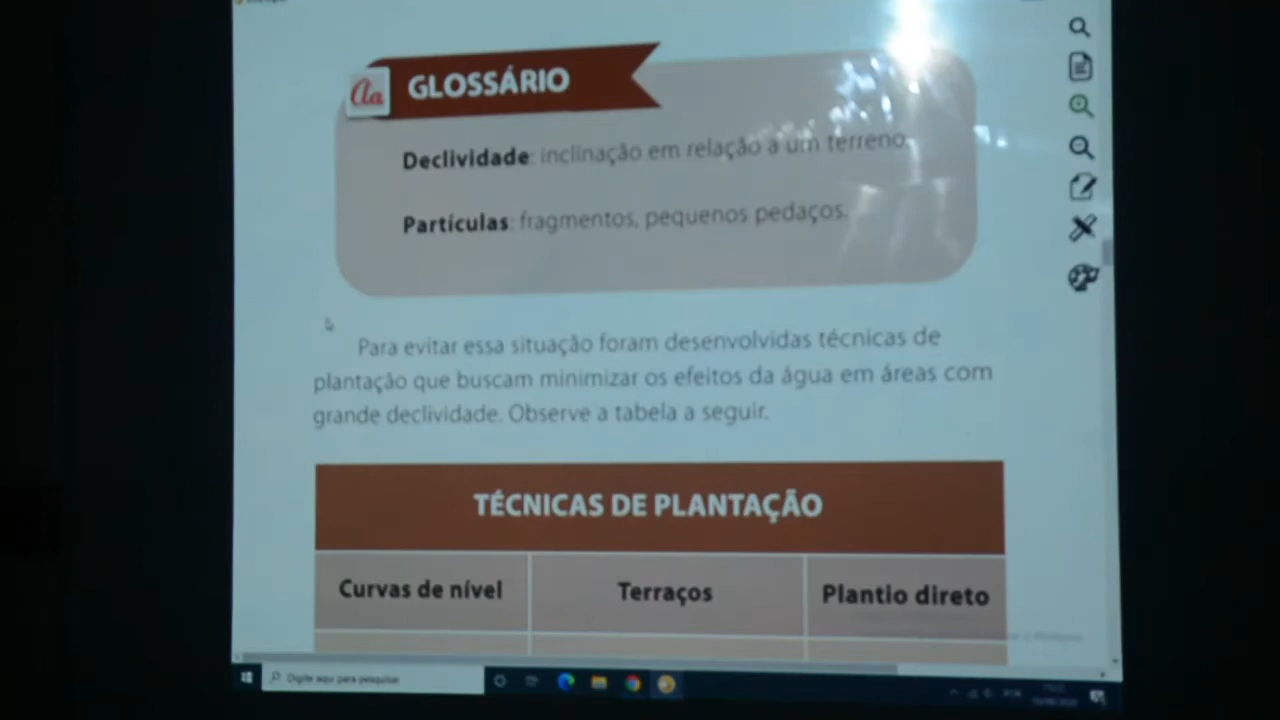 Aa
GLOSSÁRIO
Declividade: inclinação em relação a um terreno.
Partículas: fragmentos, pequenos pedaços.
Para evitar essa situação foram desenvolvidas técnicas de
plantação que buscam minimizar os efeitos da água em áreas com
grande declividade. Observe a tabela a seguir.
TÉCNICAS DE PLANTAÇÃO
Curvas de nível
Terraços
Plantio direto
Digite aqui para pesquisar